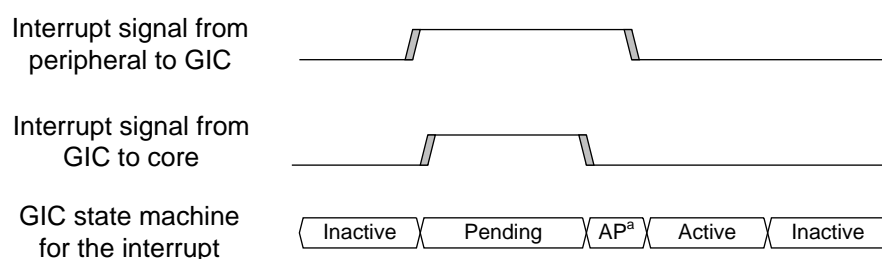 Interrupt signal from
peripheral to GIC
Interrupt signal from
GIC to core
GIC state machine
for the interrupt
Inactive Pending APᵃ Active Inactive